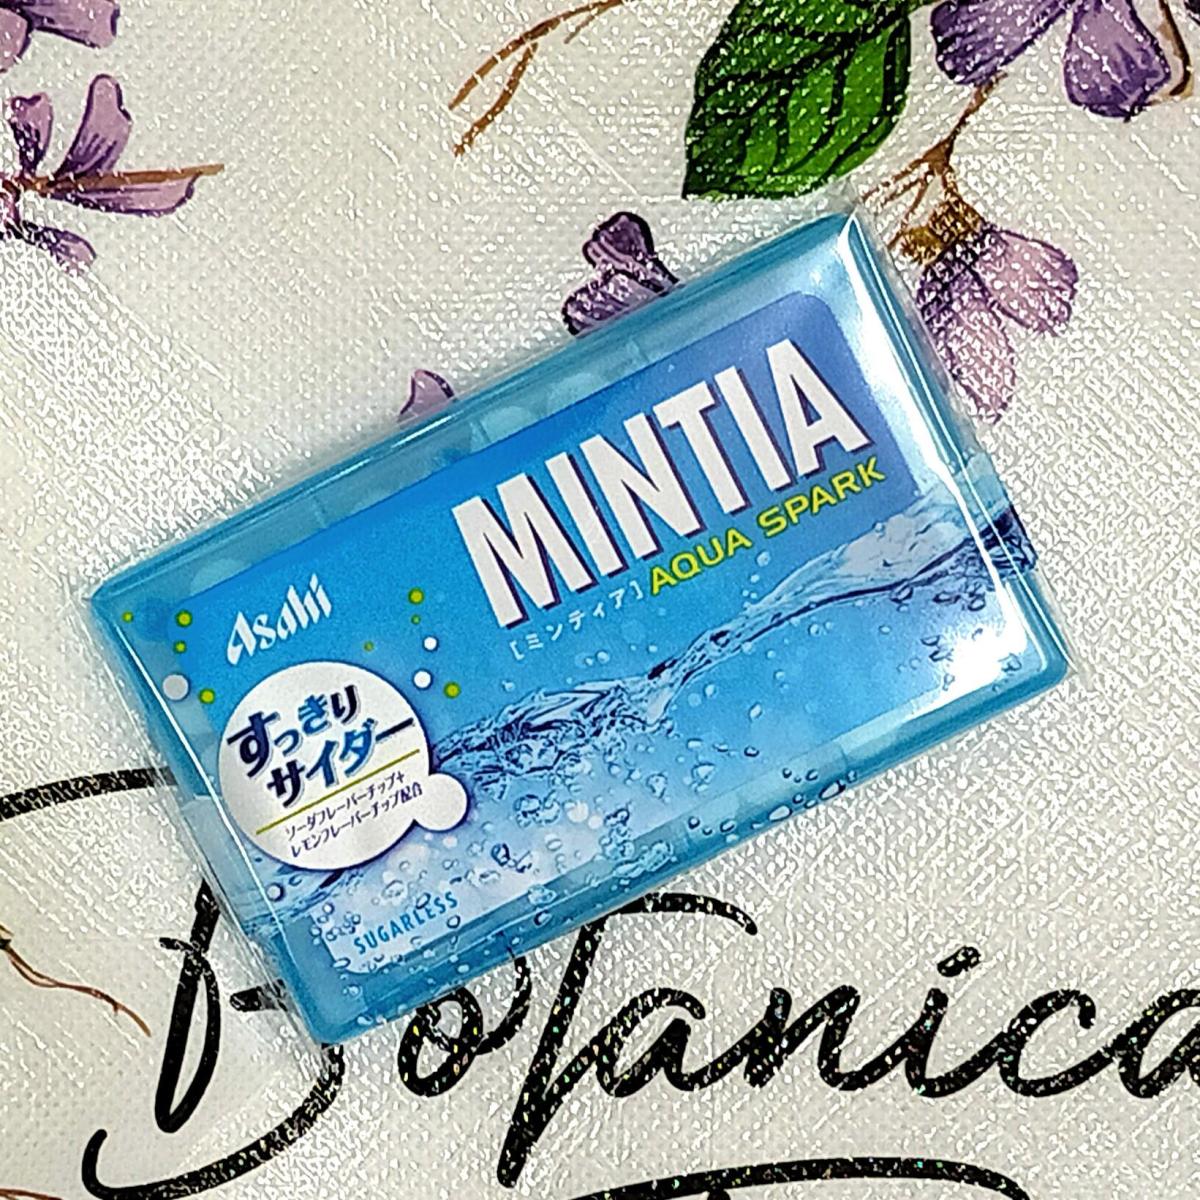 MINTIA
[ミンティア] AQUA SPARK
Asahi
すっきり
サイダー
ソーダフレーバーチップ+
レモンフレーバーチップ配合
SUGARLESS
Botanica